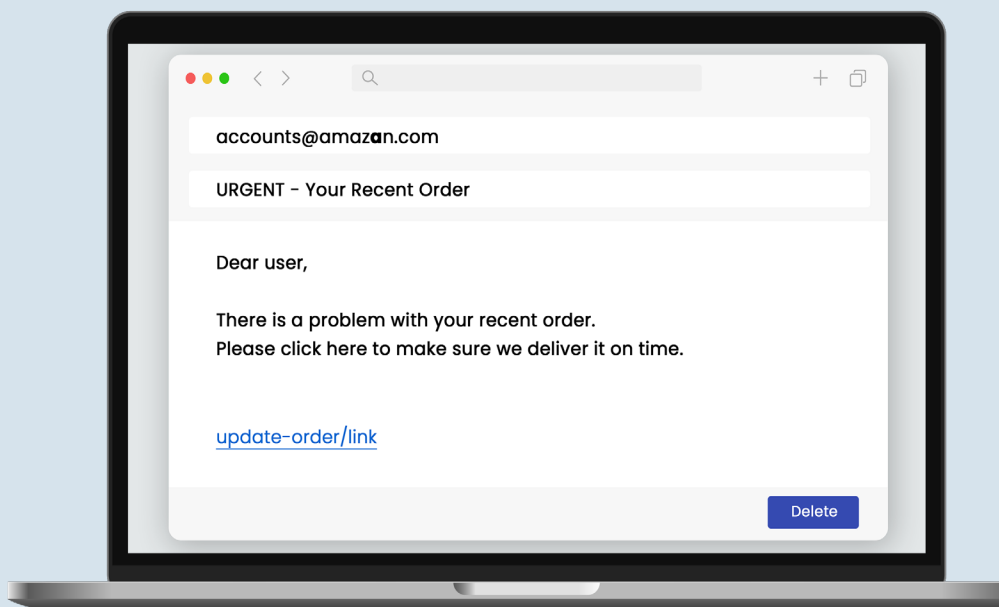 accounts@amazan.com
URGENT - Your Recent Order
Dear user,
There is a problem with your recent order.
Please click here to make sure we deliver it on time.
update-order/link
Delete